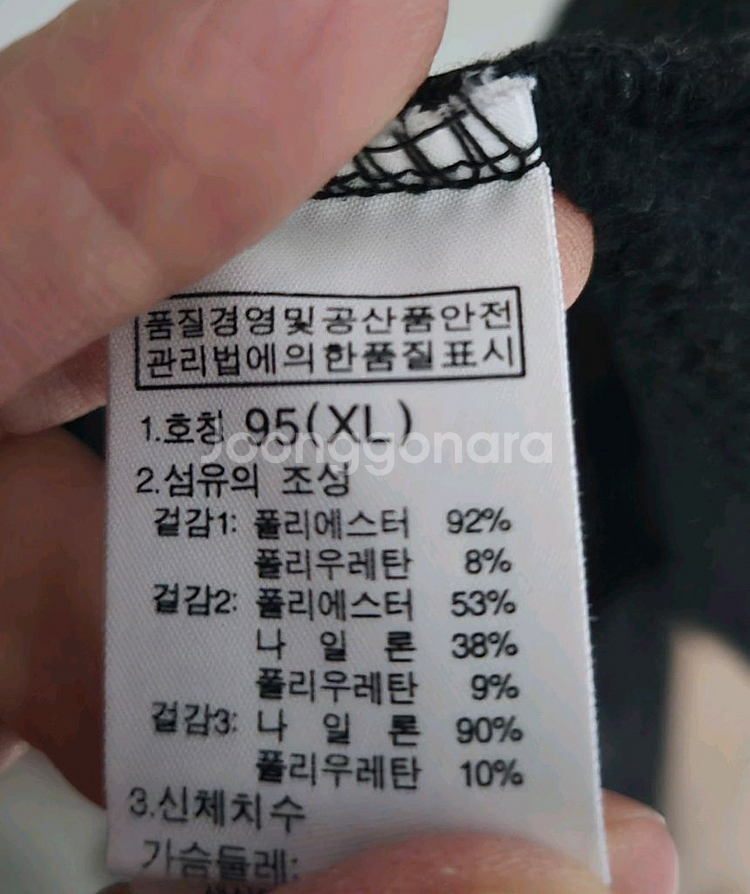 품질경영및공산품안전
관리법에의한품질표시
1.호칭 95(XL)
Joonggonara
2.섬유의 조성
겉감1: 폴리에스터 92%
폴리우레탄 8%
겉감2: 폴리에스터 53%
나 일 론 38%
폴리우레탄 9%
겉감3: 나 일 론 90%
폴리우레탄 10%
3.신체치수
가슴둘레: